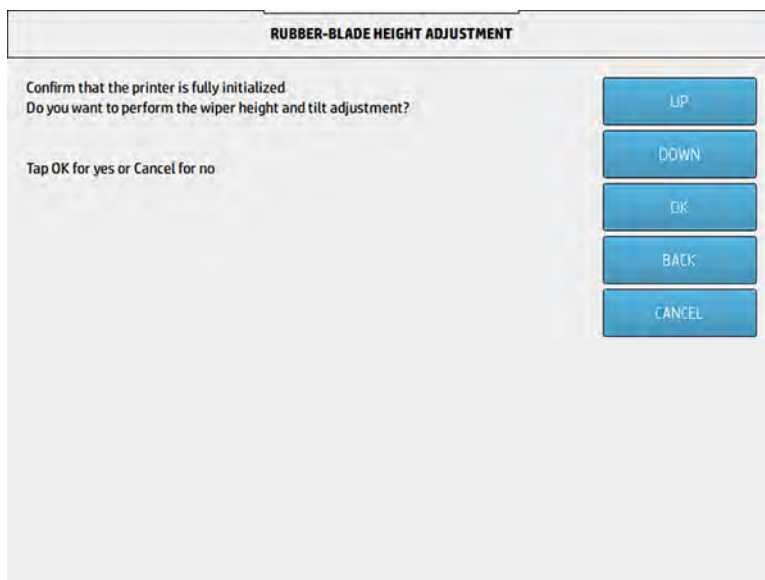 RUBBER-BLADE HEIGHT ADJUSTMENT
Confirm that the printer is fully initialized
Do you want to perform the wiper height and tilt adjustment?
Tap OK for yes or Cancel for no
UP
DOWN
OK
BACK
CANCEL